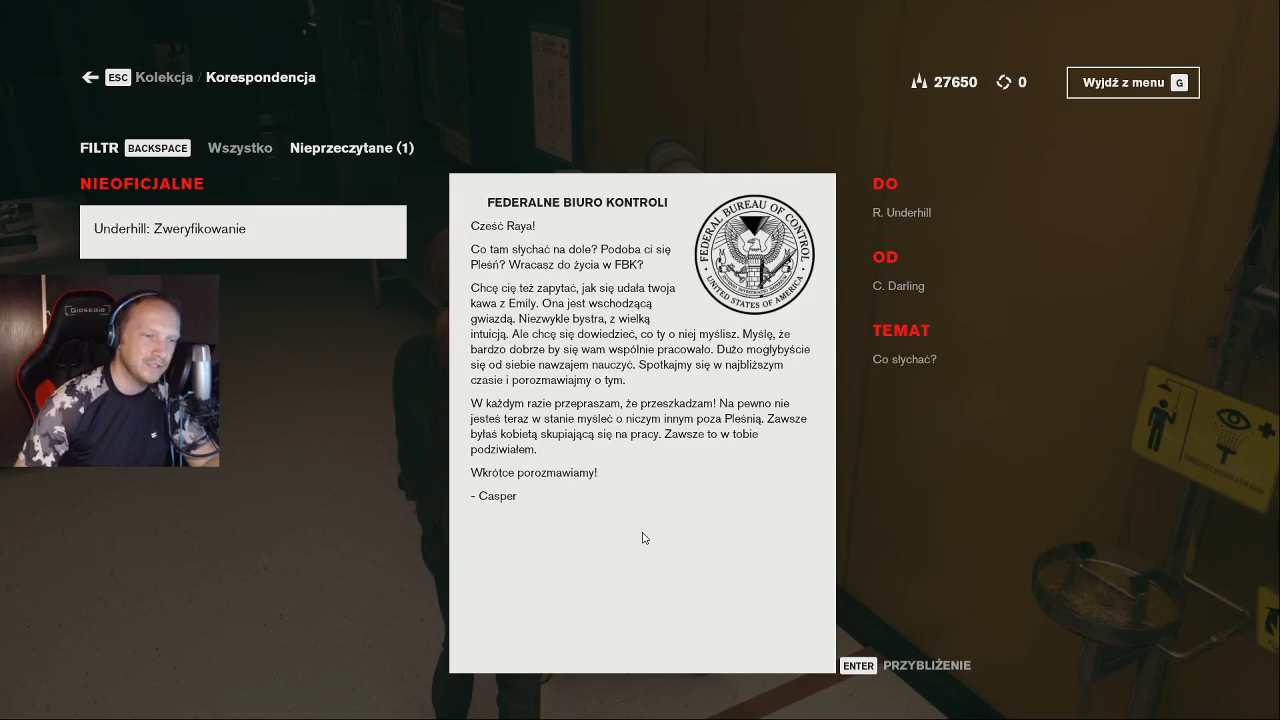 ESC Kolekcja / Korespondencja
27650 0
Wyjdź z menu G
FILTR BACKSPACE Wszystko Nieprzeczytane (1)
NIEOFICJALNE
Underhill: Zweryfikowanie
FEDERALNE BIURO KONTROLI
FEDERAL BUREAU OF CONTROL
UNITED STATES OF AMERICA
Cześć Raya!
Co tam słychać na dole? Podoba ci się
Pleśń? Wracasz do życia w FBK?
Chcę cię też zapytać, jak się udała twoja
kawa z Emily. Ona jest wschodzącą
gwiazdą. Niezwykle bystra, z wielką
intuicją. Ale chcę się dowiedzieć, co ty o niej myślisz. Myślę, że
bardzo dobrze by się wam wspólnie pracowało. Dużo mogłybyście
się od siebie nawzajem nauczyć. Spotkajmy się w najbliższym
czasie i porozmawiajmy o tym.
W każdym razie przepraszam, że przeszkadzam! Na pewno nie
jesteś teraz w stanie myśleć o niczym innym poza Pleśnią. Zawsze
byłaś kobietą skupiającą się na pracy. Zawsze to w tobie
podziwiałem.
Wkrótce porozmawiamy!
- Casper
DO
R. Underhill
OD
C. Darling
TEMAT
Co słychać?
ENTER PRZYBLIŻENIE